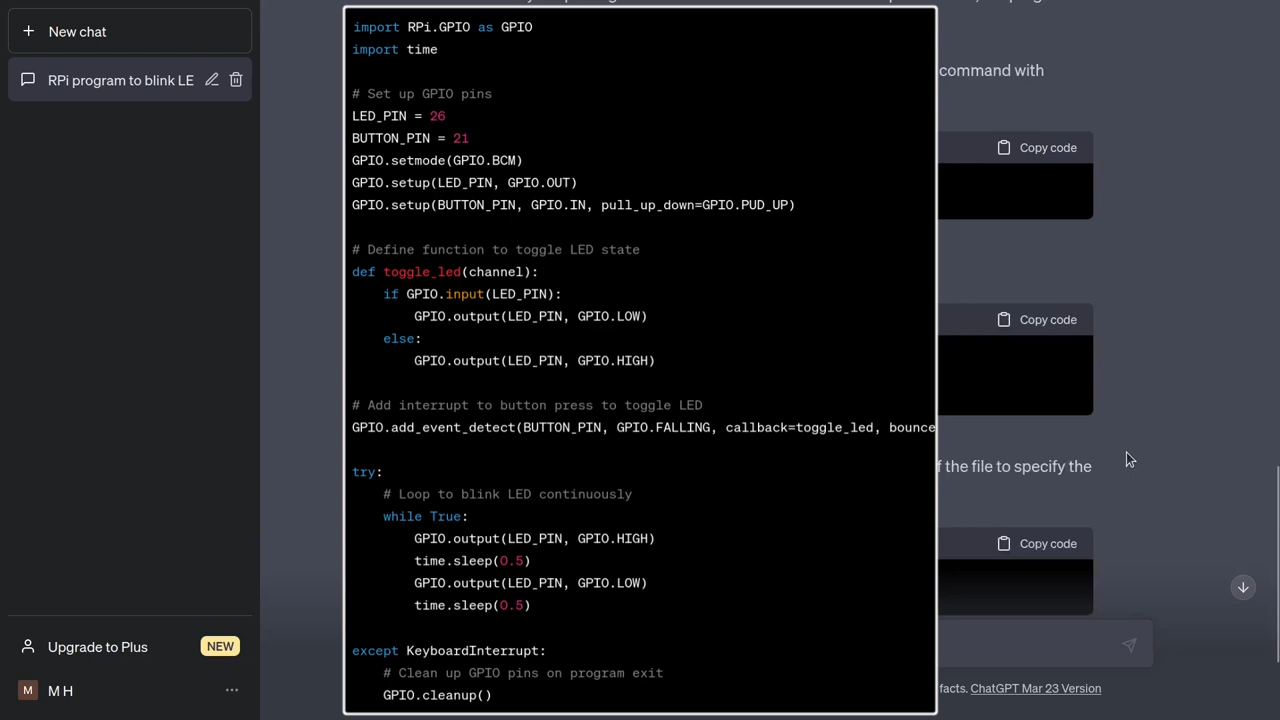 New chat
RPi program to blink LE
Upgrade to Plus
NEW
M
M H
import RPi.GPIO as GPIO
import time
# Set up GPIO pins
LED_PIN = 26
BUTTON_PIN = 21
GPIO.setmode(GPIO.BCM)
GPIO.setup(LED_PIN, GPIO.OUT)
GPIO.setup(BUTTON_PIN, GPIO.IN, pull_up_down=GPIO.PUD_UP)
# Define function to toggle LED state
def toggle_led(channel):
    if GPIO.input(LED_PIN):
        GPIO.output(LED_PIN, GPIO.LOW)
    else:
        GPIO.output(LED_PIN, GPIO.HIGH)
# Add interrupt to button press to toggle LED
GPIO.add_event_detect(BUTTON_PIN, GPIO.FALLING, callback=toggle_led, bounce
try:
    # Loop to blink LED continuously
    while True:
        GPIO.output(LED_PIN, GPIO.HIGH)
        time.sleep(0.5)
        GPIO.output(LED_PIN, GPIO.LOW)
        time.sleep(0.5)
except KeyboardInterrupt:
    # Clean up GPIO pins on program exit
    GPIO.cleanup()
command with
Copy code
Copy code
f the file to specify the
Copy code
facts. ChatGPT Mar 23 Version